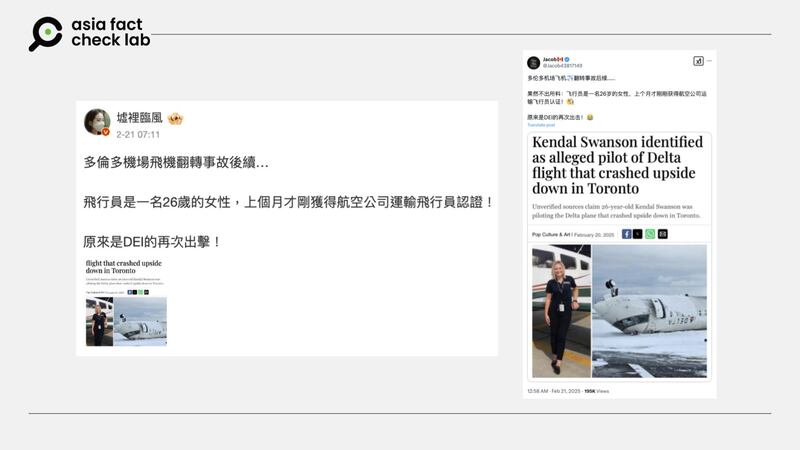 asia fact
check lab
墟裡臨風
2-21 07:11
多倫多機場飛機翻轉事故後續...
飛行員是一名26歲的女性，上個月才剛獲得航空公司運輸飛行員認證！
原來是DEI的再次出擊！
flight that crashed upside
down in Toronto
Jacob
@Jacob43817149
多伦多机场飞机✈️翻转事故后续.....
果然不出所料：飞行员是一名26岁的女性，上个月才刚刚获得航空公司运
输飞行员认证！
原来是DEI的再次出击！
Translate post
Kendal Swanson identified
as alleged pilot of Delta
flight that crashed upside
down in Toronto
Unverified sources claim 26-year-old Kendal Swanson was
piloting the Delta plane that crashed upside down in Toronto.
Pop Culture & Art | February 20, 2025
12:58 AM · Feb 21, 2025 · 195K Views